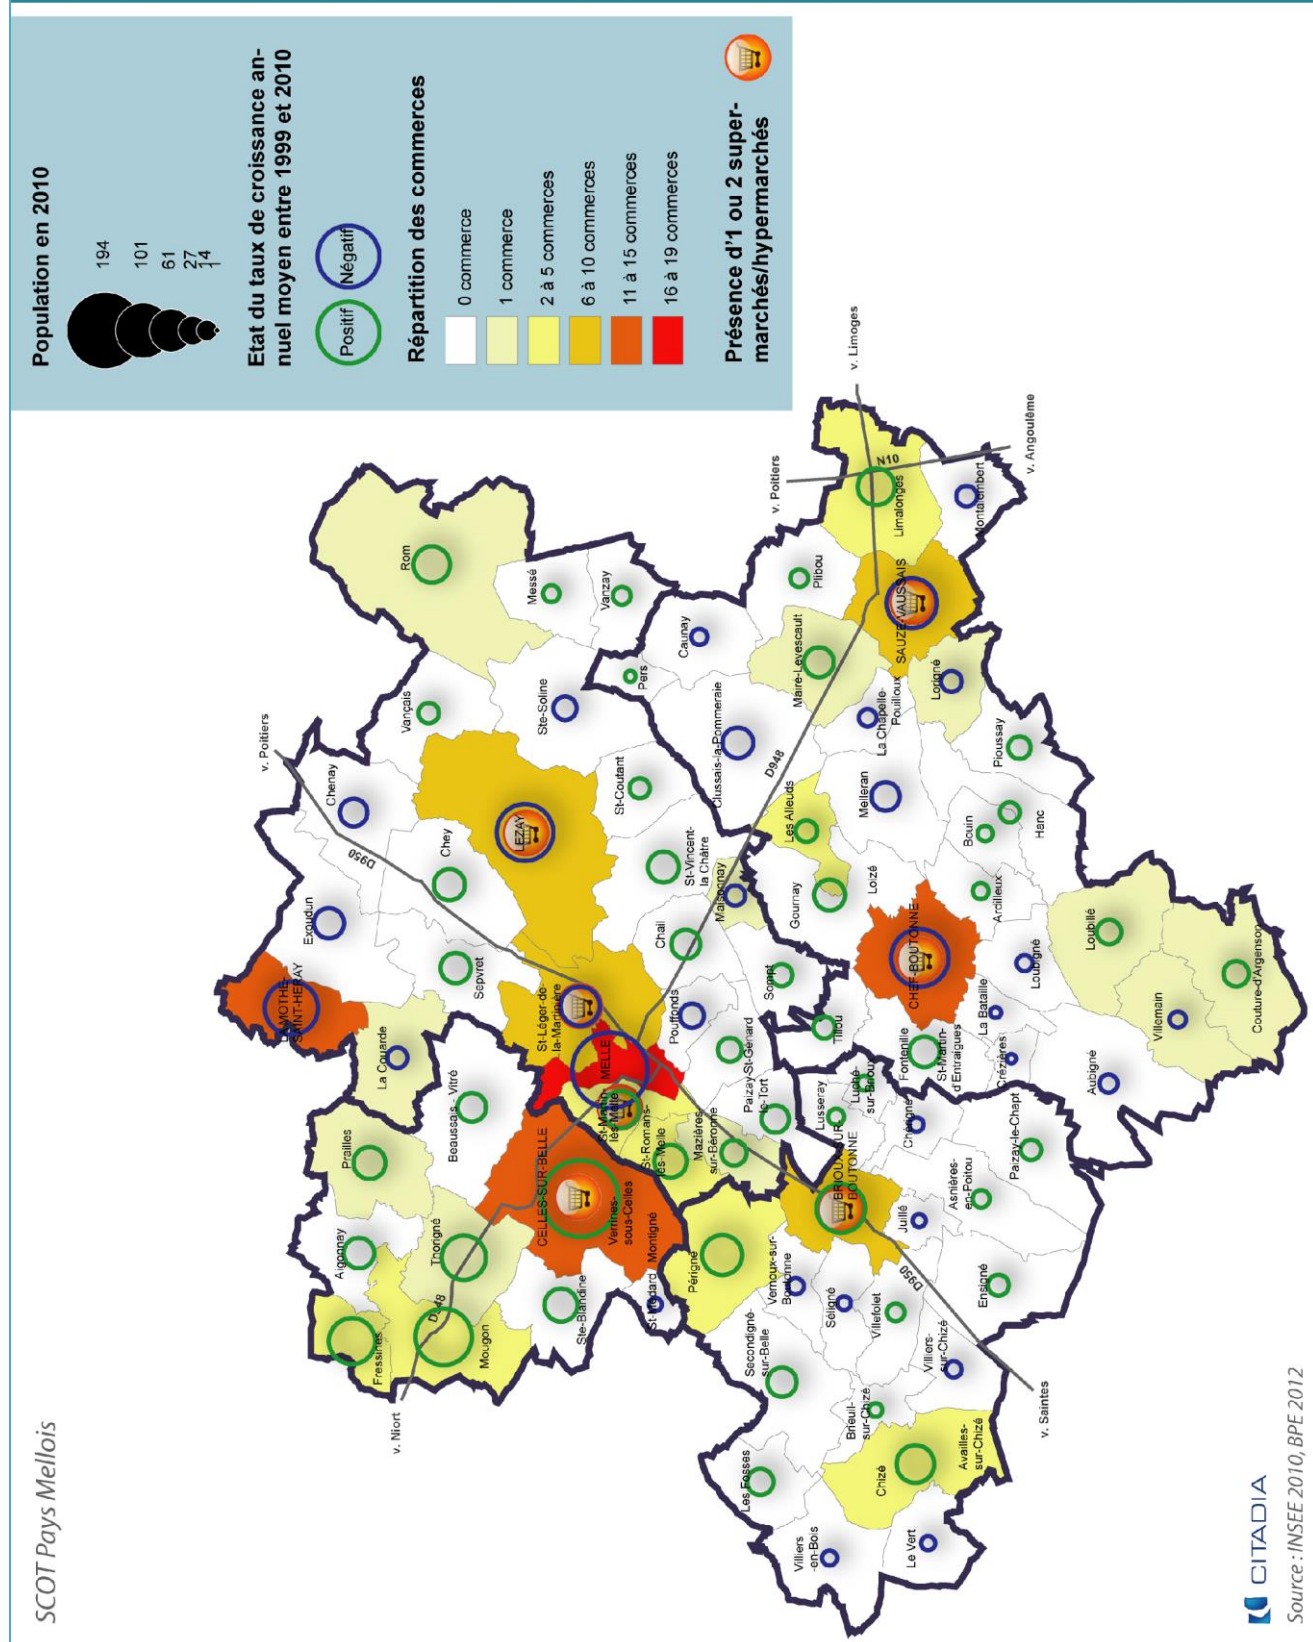 SCOT Pays Mellois
Population en 2010
194
101
61
27
14
1
Etat du taux de croissance an-
nuel moyen entre 1999 et 2010
Positif
Négatif
Répartition des commerces
0 commerce
1 commerce
2 à 5 commerces
6 à 10 commerces
11 à 15 commerces
16 à 19 commerces
Présence d'1 ou 2 super-
marchés/hypermarchés
v. Niort
v. Poitiers
v. Poitiers
v. Limoges
v. Angoulême
v. Saintes
D948
D950
D948
D950
N10
Fressines
Aigonnay
Prailles
La Couarde
LA MOTHE-
SAINT-HERAY
Exoudun
Chenay
Rom
Mougon
Thorigné
Beaussais - Vitré
Sepvret
Chey
Vançais
Ste-Blandine
CELLES-SUR-BELLE
Verrines-
sous-Celles
Montigné
St-Médard
St-Martin
lès-Melle
MELLE
St-Léger-de-
la-Martinière
LEZAY
Ste-Soline
Messé
Vanzay
Pers
St-Coutant
St-Vincent-
la Châtre
St-Romans-
lès-Melle
Mazières
sur-Béronne
Paizay-
le-Tort
St-Génard
Pouffonds
Chail
Sompt
Maisonnay
Caunay
Clussais-la-Pommeraie
Plibou
Mairé-Levescault
Limalonges
Montalembert
SAUZE-VAUSSAIS
Lorigné
La Chapelle-
Pouilloux
Melleran
Les Alleuds
Gournay
Loizé
Pioussay
Hanc
Bouin
Ardilleux
CHEF-BOUTONNE
Tillou
Fontenille
St-Martin-
d'Entraigues
La Bataille
Crézières
Loubigné
Loubillé
Couture-d'Argenson
Villemain
Aubigné
Périgné
Vernoux-sur-
Boutonne
Secondigné-
sur-Belle
BRIOUX-SUR-
BOUTONNE
Lusseray
Luché-
sur-Brioux
Chérigné
Paizay-le-Chapt
Asnières-
en-Poitou
Juillé
Ensigné
Séligné
Villefolet
Villiers-
sur-Chizé
Brieuil-
sur-Chizé
Chizé
Availles-
sur-Chizé
Les Fosses
Villiers
-en-Bois
Le Vert
CITADIA
Source : INSEE 2010, BPE 2012